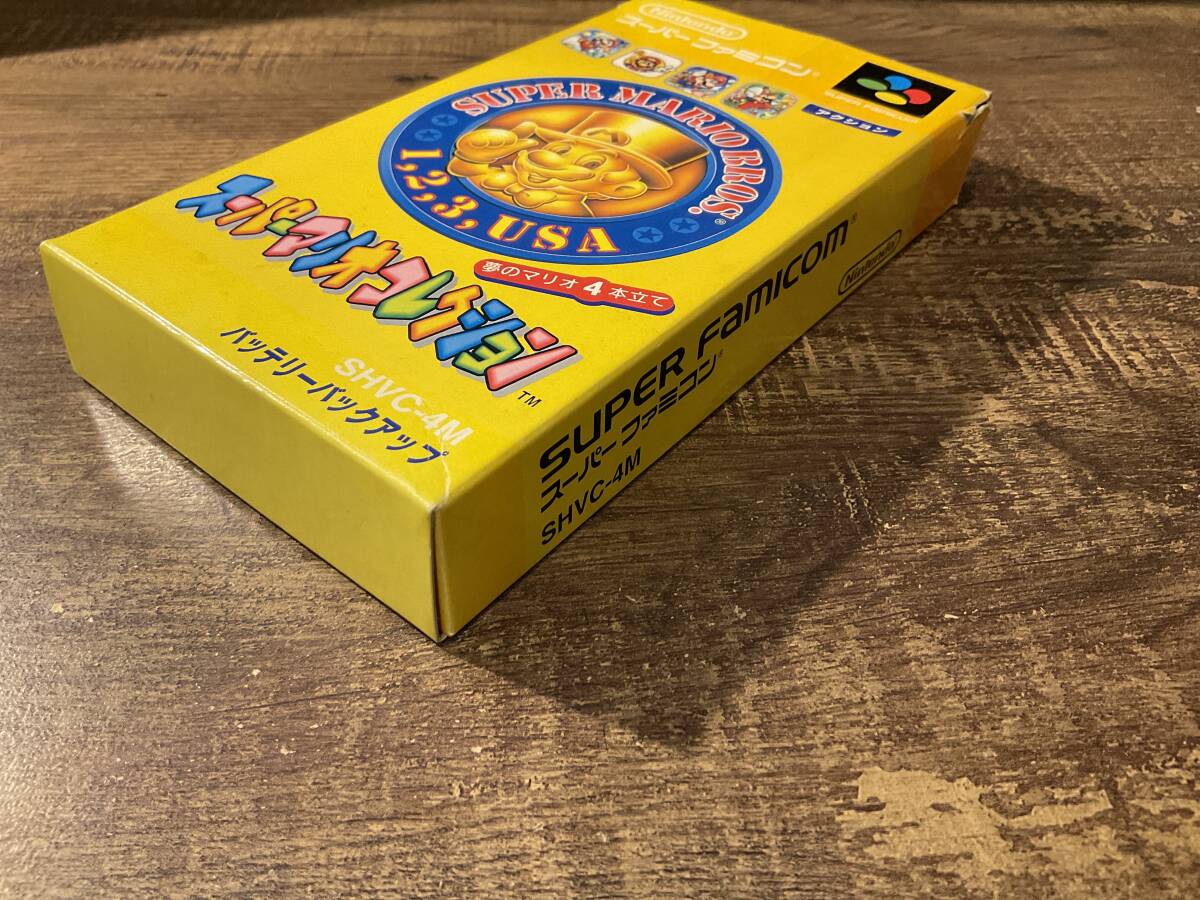 Nintendo®
スーパーファミコン®
SUPER FAMICOM
アクション
SUPER MARIO BROS.®
1, 2, 3, USA
夢のマリオ4本立て
スーパーマリオコレクション™
SHVC-4M
バッテリーバックアップ
SUPER FAMICOM®
スーパーファミコン®
Nintendo®
SHVC-4M